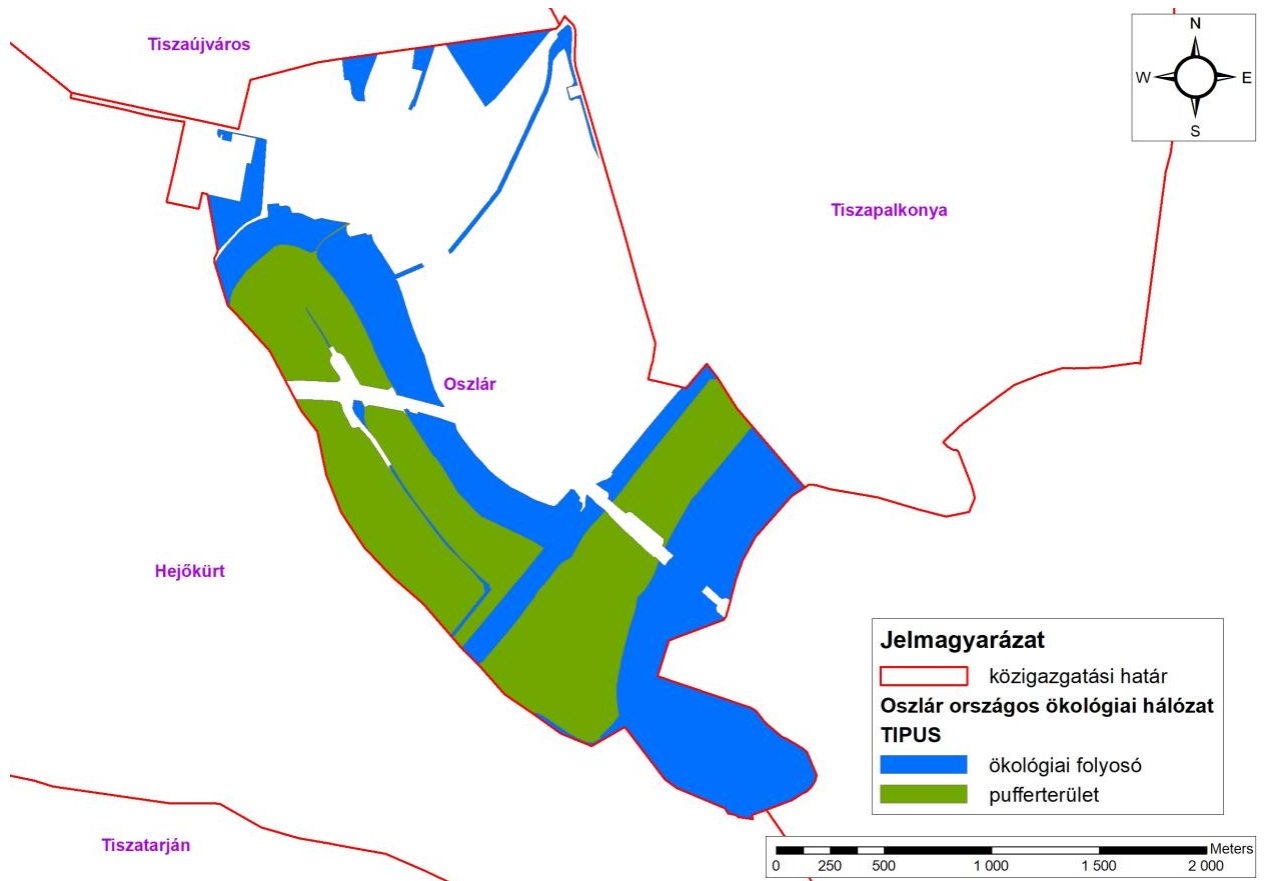 N
Tiszaújváros
W
E
S
Tiszapalkonya
Oszlár
Hejőkürt
Jelmagyarázat
közigazgatási határ
Oszlár országos ökológiai hálózat
TIPUS
ökológiai folyosó
pufferterület
Tiszatarján
Meters
0 250 500 1 000 1 500 2 000